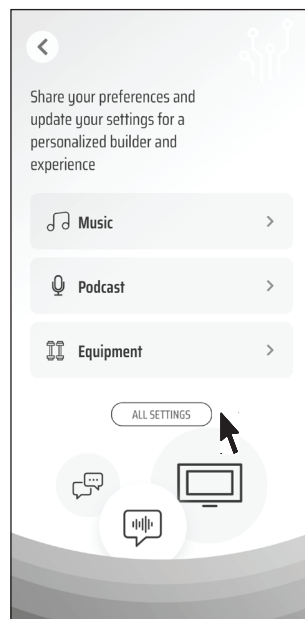 Share your preferences and
update your settings for a
personalized builder and
experience
Music
Podcast
Equipment
ALL SETTINGS